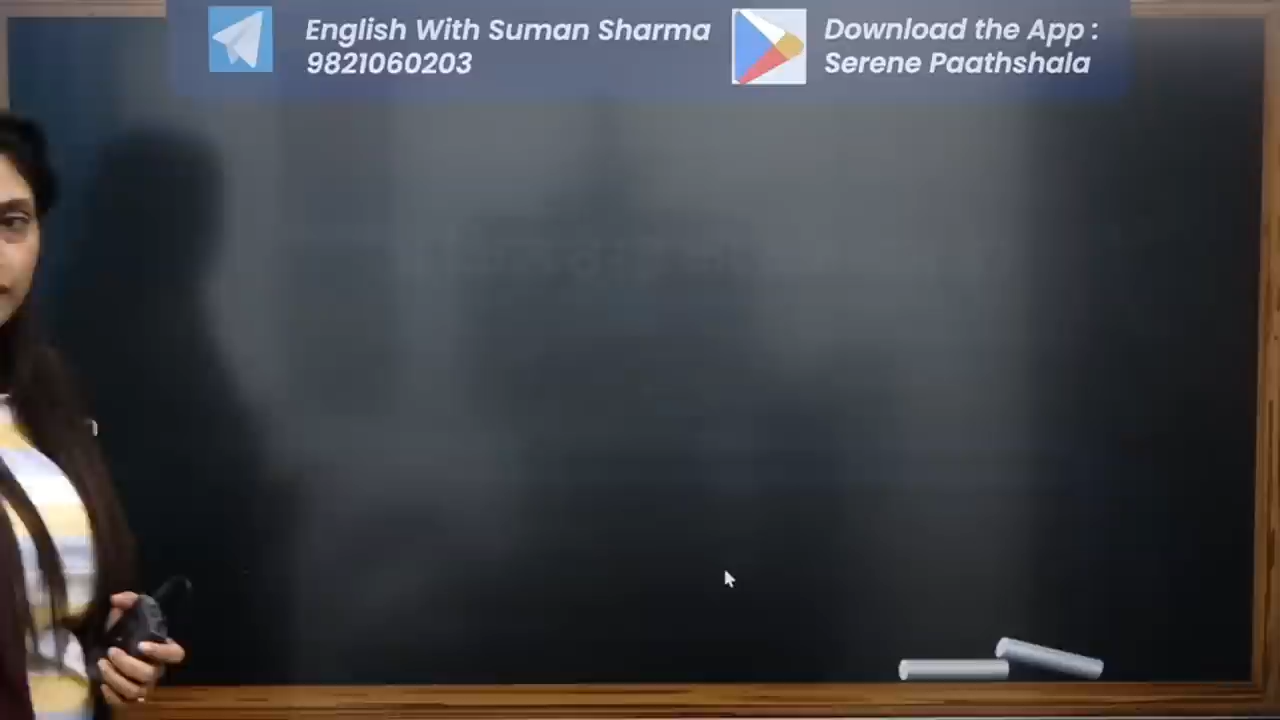 English With Suman Sharma
9821060203
Download the App :
Serene Paathshala